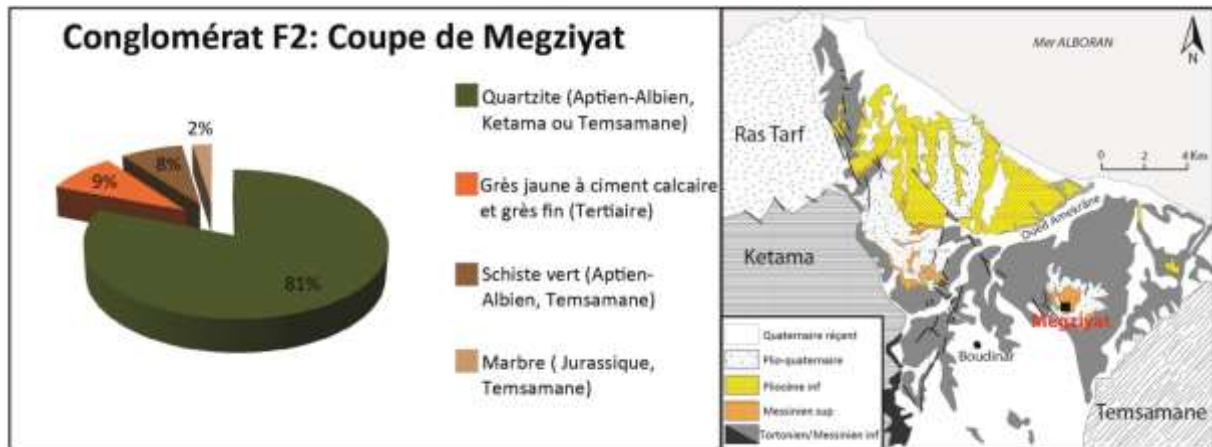 Conglomérat F2: Coupe de Megziyat
2%
8%
9%
81%
Quartzite (Aptien-Albien,
Ketama ou Temsamane)
Grès jaune à ciment calcaire
et grès fin (Tertiaire)
Schiste vert (Aptien-
Albien, Temsamane)
Marbre ( Jurassique,
Temsamane)
Mer ALBORAN
N
Ras Tarf
0 2 4 Km
Oued Amekrane
Ketama
Megziyat
Boudinar
Temsamane
Quaternaire réçant
Plio-quaternaire
Pliocène inf
Messinien sup
Tortonien/Messinien inf